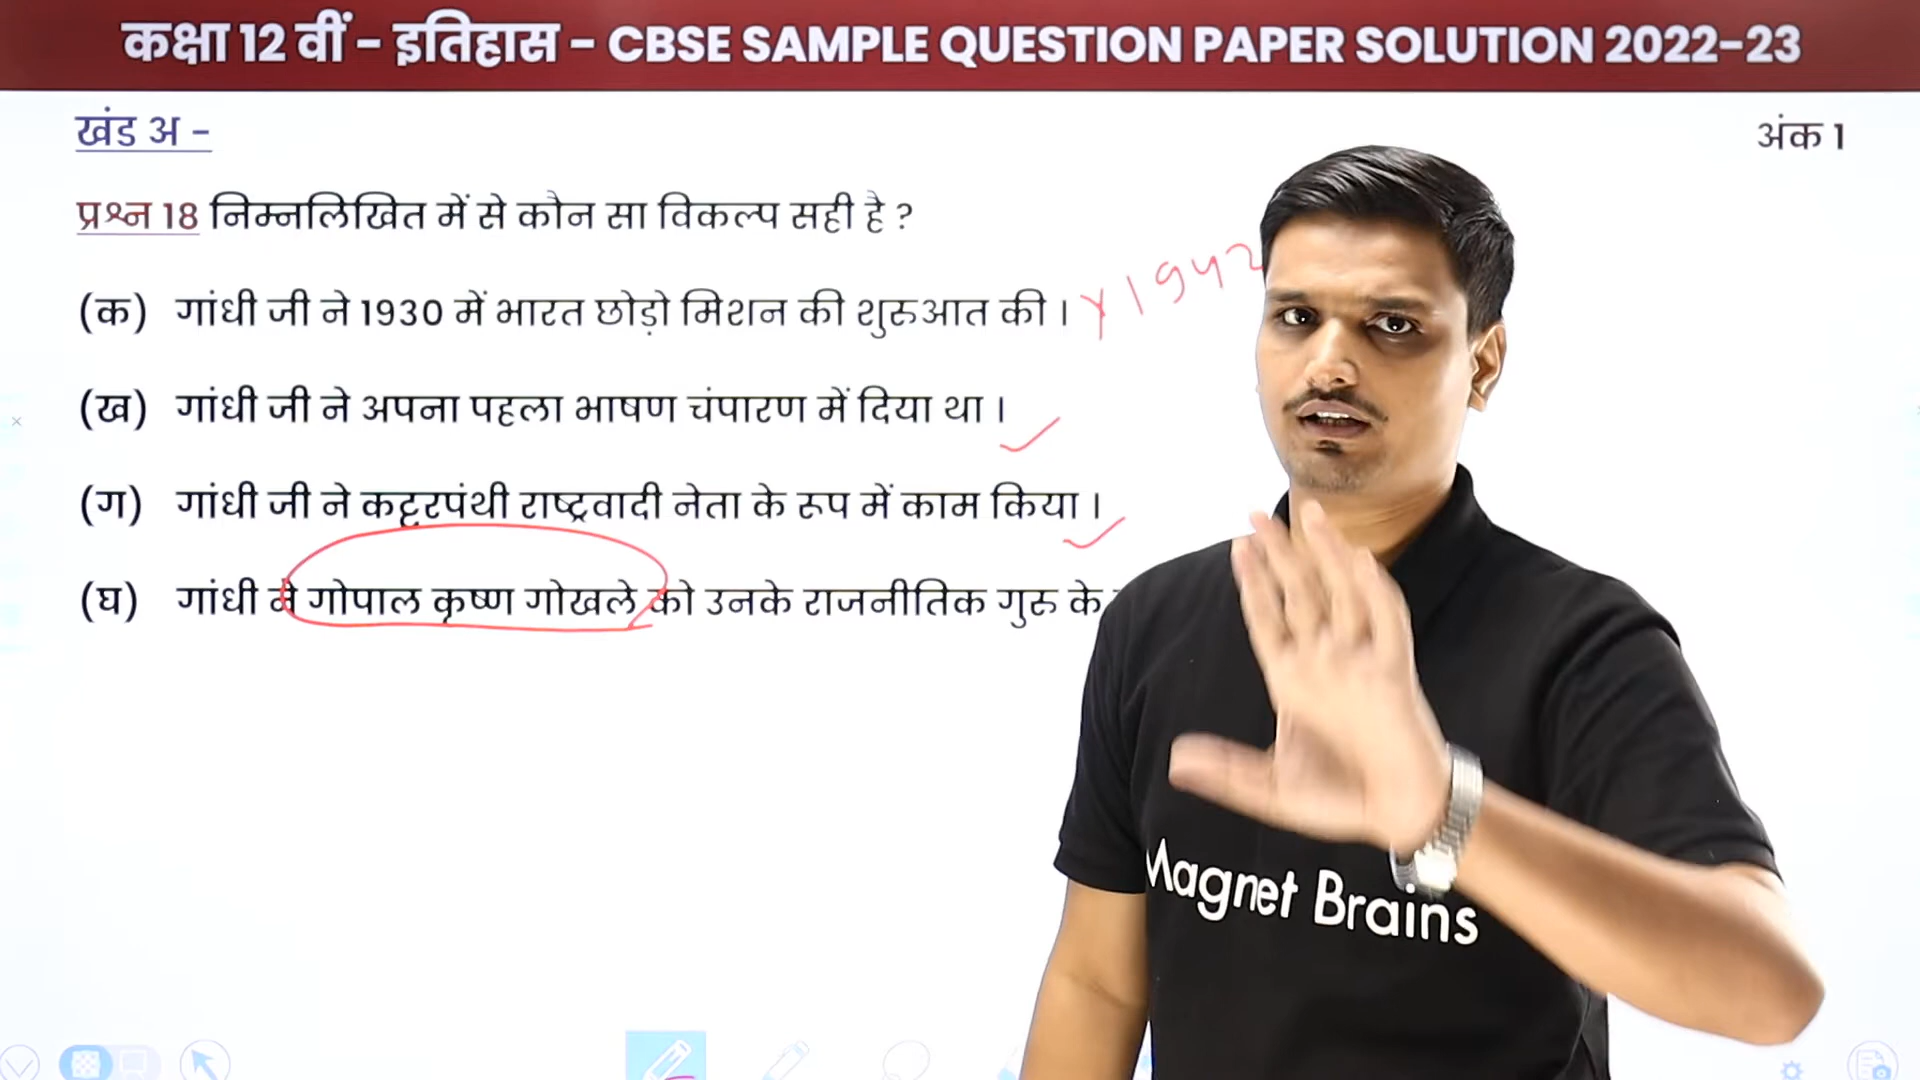 कक्षा 12 वीं - इतिहास - CBSE SAMPLE QUESTION PAPER SOLUTION 2022-23
खंड अ -
अंक 1
प्रश्न 18 निम्नलिखित में से कौन सा विकल्प सही है ?
(क) गांधी जी ने 1930 में भारत छोड़ो मिशन की शुरुआत की । x 1942
(ख) गांधी जी ने अपना पहला भाषण चंपारण में दिया था ।
(ग) गांधी जी ने कट्टरपंथी राष्ट्रवादी नेता के रूप में काम किया ।
(घ) गांधी ने गोपाल कृष्ण गोखले को उनके राजनीतिक गुरु के
Magnet Brains